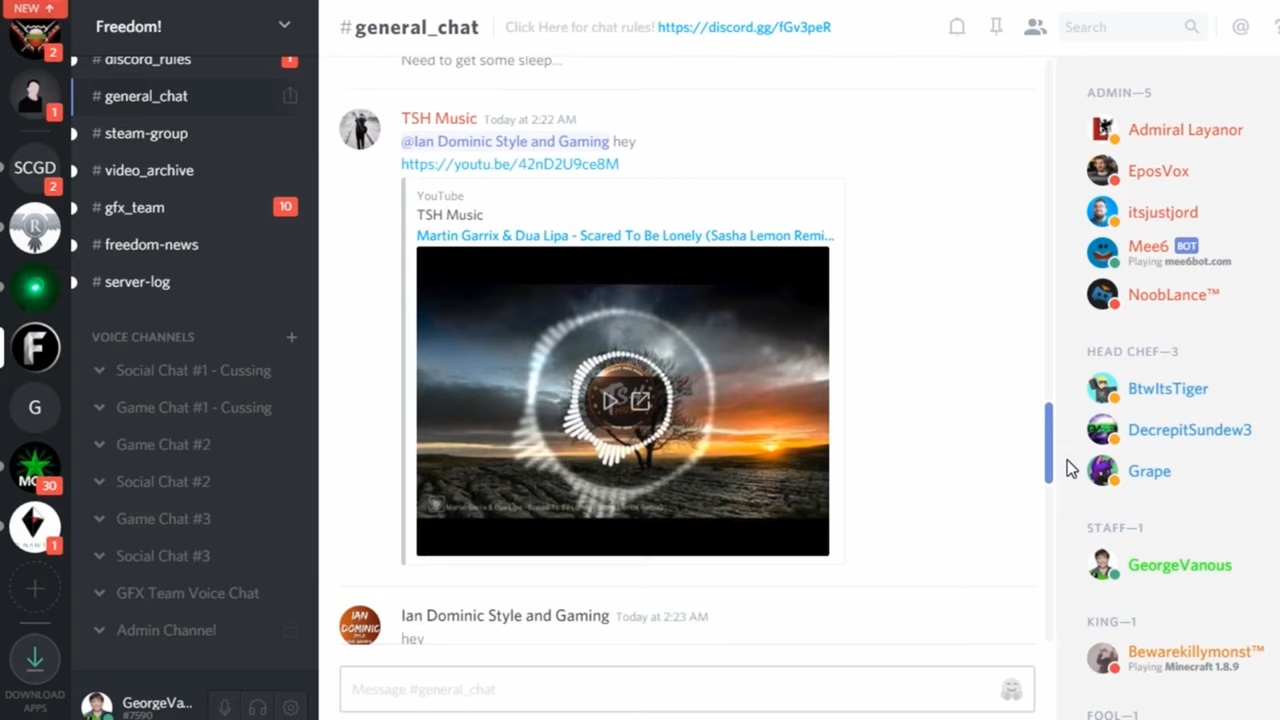 NEW ↑
2
1
SCGD
2
R
F
G
30
1
DOWNLOAD
APPS
Freedom!
# discord_rules
# general_chat
# steam-group
# video_archive
# gfx_team 10
# freedom-news
# server-log
VOICE CHANNELS +
Social Chat #1 - Cussing
Game Chat #1 - Cussing
Game Chat #2
Social Chat #2
Game Chat #3
Social Chat #3
GFX Team Voice Chat
Admin Channel
GeorgeVa...
#7590
#general_chat
Click Here for chat rules! https://discord.gg/fGv3peR
Search
@
Need to get some sleep...
TSH Music Today at 2:22 AM
@Ian Dominic Style and Gaming hey
https://youtu.be/42nD2U9ce8M
YouTube
TSH Music
Martin Garrix & Dua Lipa - Scared To Be Lonely (Sasha Lemon Remi...
IAN
DOMINIC
Ian Dominic Style and Gaming Today at 2:23 AM
hey
Message #general_chat
ADMIN—5
Admiral Layanor
EposVox
itsjustjord
Mee6 BOT
Playing mee6bot.com
NoobLance™
HEAD CHEF—3
BtwItsTiger
DecrepitSundew3
Grape
STAFF—1
GeorgeVanous
KING—1
Bewarekillymonst™
Playing Minecraft 1.8.9
FOOL—1